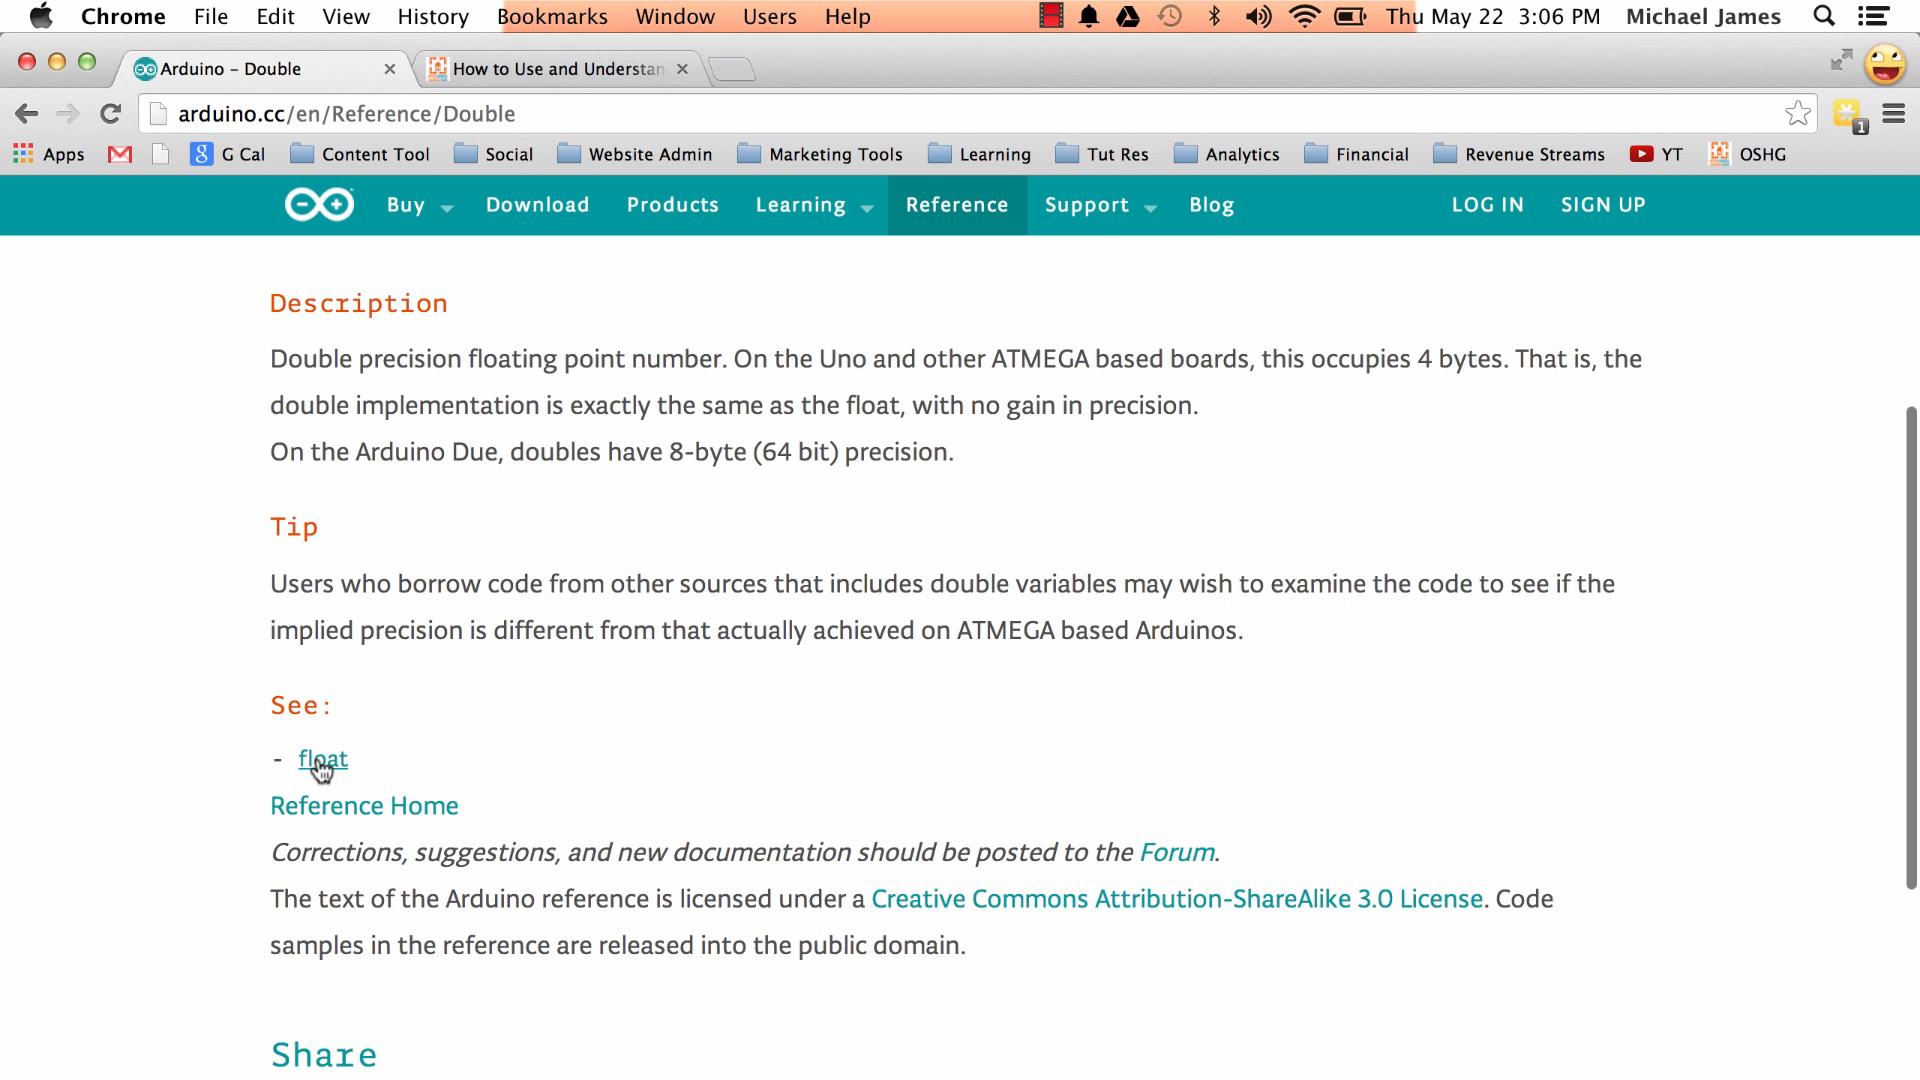 Chrome File Edit View History Bookmarks Window Users Help Thu May 22 3:06 PM Michael James
Arduino - Double How to Use and Understan
arduino.cc/en/Reference/Double 1
Apps G Cal Content Tool Social Website Admin Marketing Tools Learning Tut Res Analytics Financial Revenue Streams YT OSHG
Buy Download Products Learning Reference Support Blog LOG IN SIGN UP
Description
Double precision floating point number. On the Uno and other ATMEGA based boards, this occupies 4 bytes. That is, the
double implementation is exactly the same as the float, with no gain in precision.
On the Arduino Due, doubles have 8-byte (64 bit) precision.
Tip
Users who borrow code from other sources that includes double variables may wish to examine the code to see if the
implied precision is different from that actually achieved on ATMEGA based Arduinos.
See:
- float
Reference Home
Corrections, suggestions, and new documentation should be posted to the Forum.
The text of the Arduino reference is licensed under a Creative Commons Attribution-ShareAlike 3.0 License. Code
samples in the reference are released into the public domain.
Share